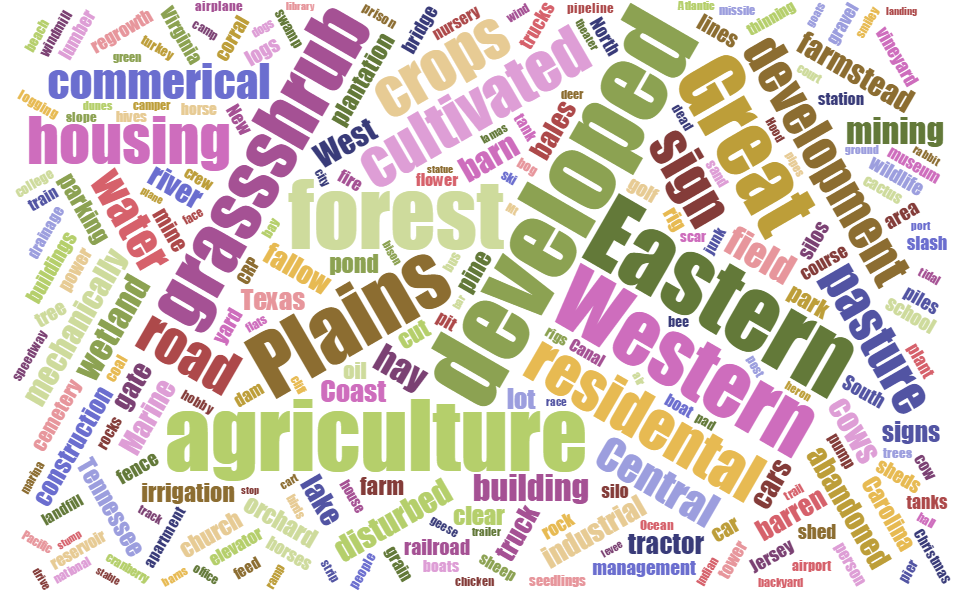 beach
windmill
lumber
regrowth
airplane
library
Virginia
camp
corral
dogs
swamp
logs
turkey
green
prison
bridge
nursery
wind
trucks
pipeline
theater
North
Atlantic
missile
lines
thinning
boats
gravel
smiley
landing
vineyard
farmstead
court
station
commerical
logging
dunes
camper
horse
slope
hives
New
housing
grassshrub
plantation
crops
cultivated
developed
Great
development
mining
museum
rabbit
ground
wildlife
cactus
West
city
fire
statue
flower
barn
lamas
tank
bog
ski
bales
deer
dead
sign
sand
Hood
pipes
golf
rig
scar
junk
field
silos
course
area
port
slash
tidal
college
train
parking
drainage
water
river
crew
plane
mine
face
forest
buildings
power
tree
mechanically
wetland
bay
CRP
fallow
pond
bison
Texas
flats
yard
Plains
cut
pit
bus
pine
Eastern
Western
bee
park
pasture
piles
school
plant
speedway
coal
gate
road
hobby
dam
oil
Coast
hay
rigs
Canal
residental
post
heron
boat
pad
South
cemetery
construction
rocks
Marine
agriculture
lot
race
cows
signs
trees
marina
Tennessee
fence
landfill
irrigation
stop
cart
lake
house
farm
building
silo
Central
cars
pump
abandoned
sheds
cow
tanks
Carolina
hall
Christmas
track
apartment
church
orchard
disturbed
clear
geese
trailer
truck
rock
industrial
Ocean
levee
tractor
car
trail
barren
shed
Pacific
stump
reservoir
elevator
horses
grain
railroad
boats
sheep
management
tower
Jersey
airport
person
pier
drive
national
stable
cranberry
barns
office
feed
ramp
strip
people
chicken
seedlings
Indian
backyard